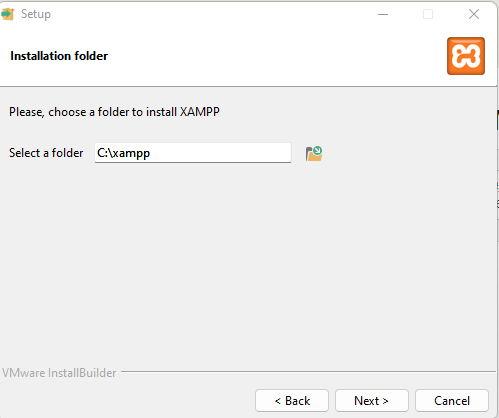 Setup
Installation folder
Please, choose a folder to install XAMPP
Select a folder C:\xampp
VMware InstallBuilder
< Back Next > Cancel